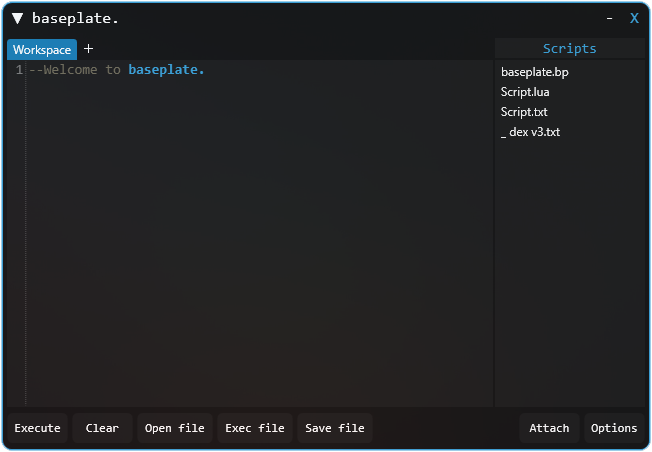 ▼ baseplate. - X
Workspace +
Scripts
1 --Welcome to baseplate.
baseplate.bp
Script.lua
Script.txt
_ dex v3.txt
Execute Clear Open file Exec file Save file Attach Options